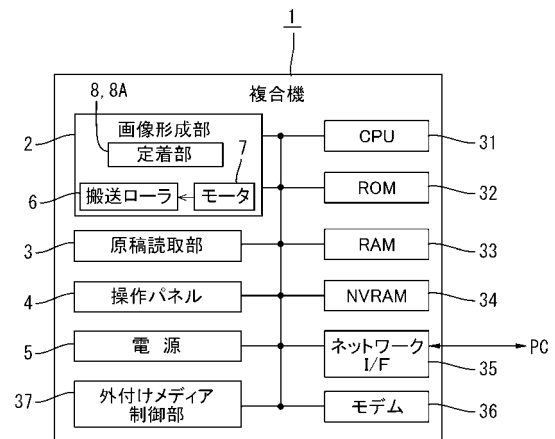 1
複合機
8, 8A
2
画像形成部
定着部
7
6
搬送ローラ
モータ
3
原稿読取部
4
操作パネル
5
電 源
37
外付けメディア
制御部
CPU
31
ROM
32
RAM
33
NVRAM
34
ネットワーク
I/F
35
PC
モデム
36